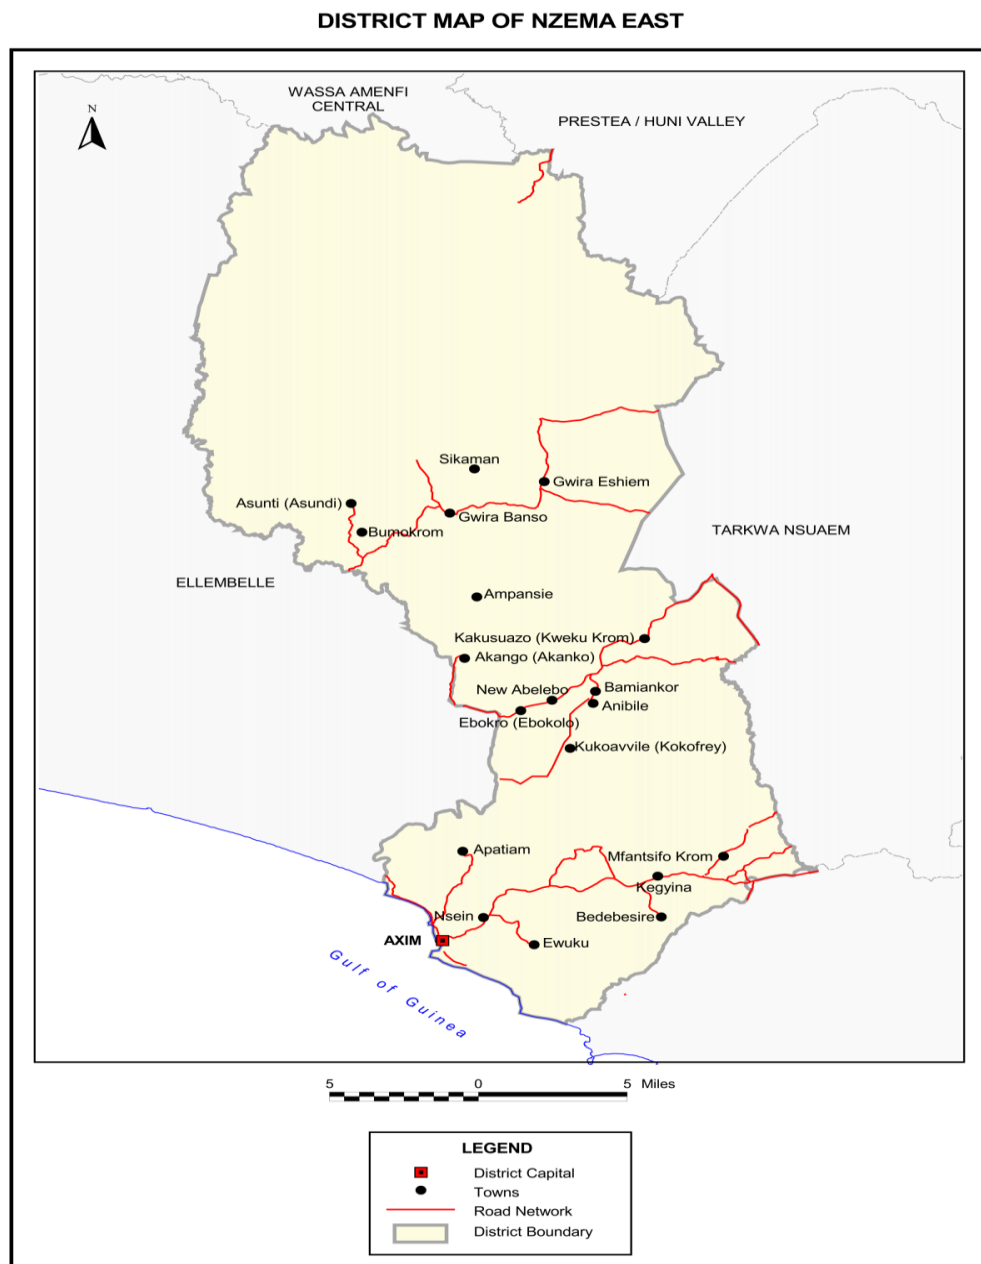 DISTRICT MAP OF NZEMA EAST
WASSA AMENFI
CENTRAL
PRESTEA / HUNI VALLEY
N
Sikaman
Gwira Eshiem
Asunti (Asundi)
Gwira Banso
Bumokrom
TARKWA NSUAEM
ELLEMBELLE
Ampansie
Kakusuazo (Kweku Krom)
Akango (Akanko)
New Abelebo
Bamiankor
Anibile
Ebokro (Ebokolo)
Kukoavvile (Kokofrey)
Apatiam
Mfantsifo Krom
Kegyina
Nsein
Bedebesire
AXIM
Ewuku
Gulf of Guinea
5 0 5 Miles
LEGEND
District Capital
Towns
Road Network
District Boundary